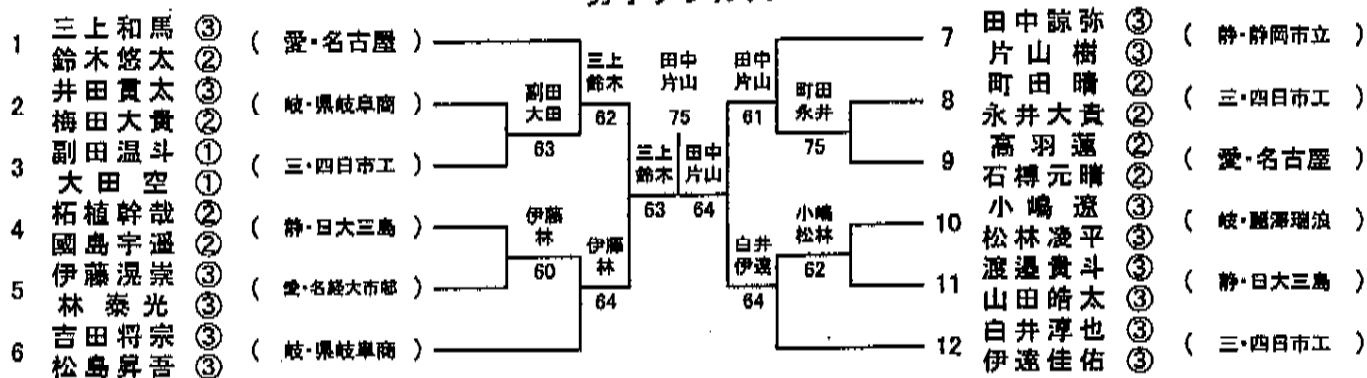 1 三上和馬 ③ ( 愛・名古屋 )
鈴木悠太 ②
2 井田貫太 ③ ( 岐・県岐阜商 )
梅田大貴 ②
3 副田温斗 ① ( 三・四日市工 )
大田空 ①
4 柘植幹哉 ② ( 静・日大三島 )
國島宇遥 ②
5 伊藤滉崇 ③ ( 愛・名経大市邨 )
林泰光 ③
6 吉田将宗 ③ ( 岐・県岐阜商 )
松島昇吾 ③
副田
大田
63
伊藤
林
60
三上
鈴木
62
伊藤
林
64
三上
鈴木
63
田中
片山
75
田中
片山
64
田中
片山
61
白井
伊達
64
町田
永井
75
小嶋
松林
62
7 田中諒弥 ③ ( 静・静岡市立 )
片山樹 ③
8 町田晴 ② ( 三・四日市工 )
永井大貴 ②
9 高羽蓮 ② ( 愛・名古屋 )
石榑元晴 ②
10 小嶋遼 ③ ( 岐・麗澤瑞浪 )
松林凌平 ③
11 渡邉貴斗 ③ ( 静・日大三島 )
山田皓太 ③
12 白井淳也 ③ ( 三・四日市工 )
伊達佳佑 ③